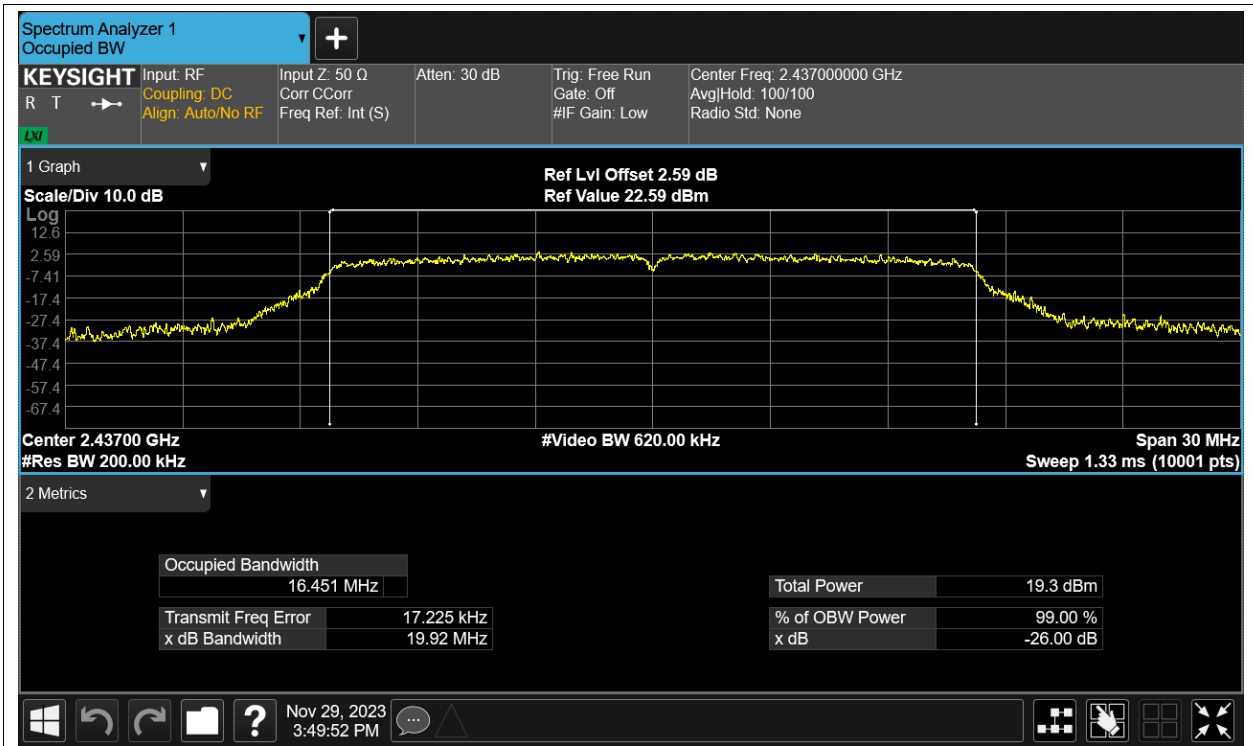 Spectrum Analyzer 1
Occupied BW
KEYSIGHT
R T
LXI
Input: RF
Coupling: DC
Align: Auto/No RF
Input Z: 50 Ω
Corr CCorr
Freq Ref: Int (S)
Atten: 30 dB
Trig: Free Run
Gate: Off
#IF Gain: Low
Center Freq: 2.437000000 GHz
Avg|Hold: 100/100
Radio Std: None
1 Graph
Ref Lvl Offset 2.59 dB
Scale/Div 10.0 dB
Ref Value 22.59 dBm
Log
12.6
2.59
-7.41
-17.4
-27.4
-37.4
-47.4
-57.4
-67.4
Center 2.43700 GHz
#Video BW 620.00 kHz
Span 30 MHz
#Res BW 200.00 kHz
Sweep 1.33 ms (10001 pts)
2 Metrics
Occupied Bandwidth
16.451 MHz
Total Power 19.3 dBm
Transmit Freq Error 17.225 kHz
% of OBW Power 99.00 %
x dB Bandwidth 19.92 MHz
x dB -26.00 dB
?
Nov 29, 2023
3:49:52 PM